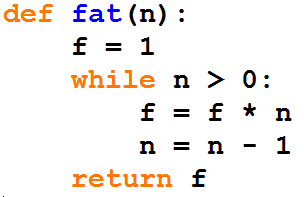 def fat(n):
    f = 1
    while n > 0:
        f = f * n
        n = n - 1
    return f